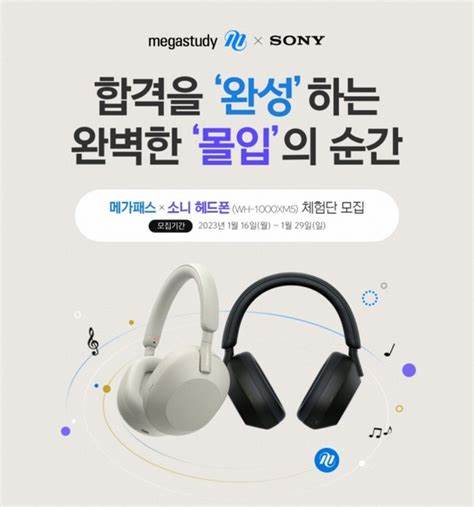 megastudy × SONY
합격을 ‘완성’ 하는
완벽한 ‘몰입’의 순간
메가패스 × 소니 헤드폰 (WH-1000XM5) 체험단 모집
모집기간 2023년 1월 16일(월) ~ 1월 29일(일)